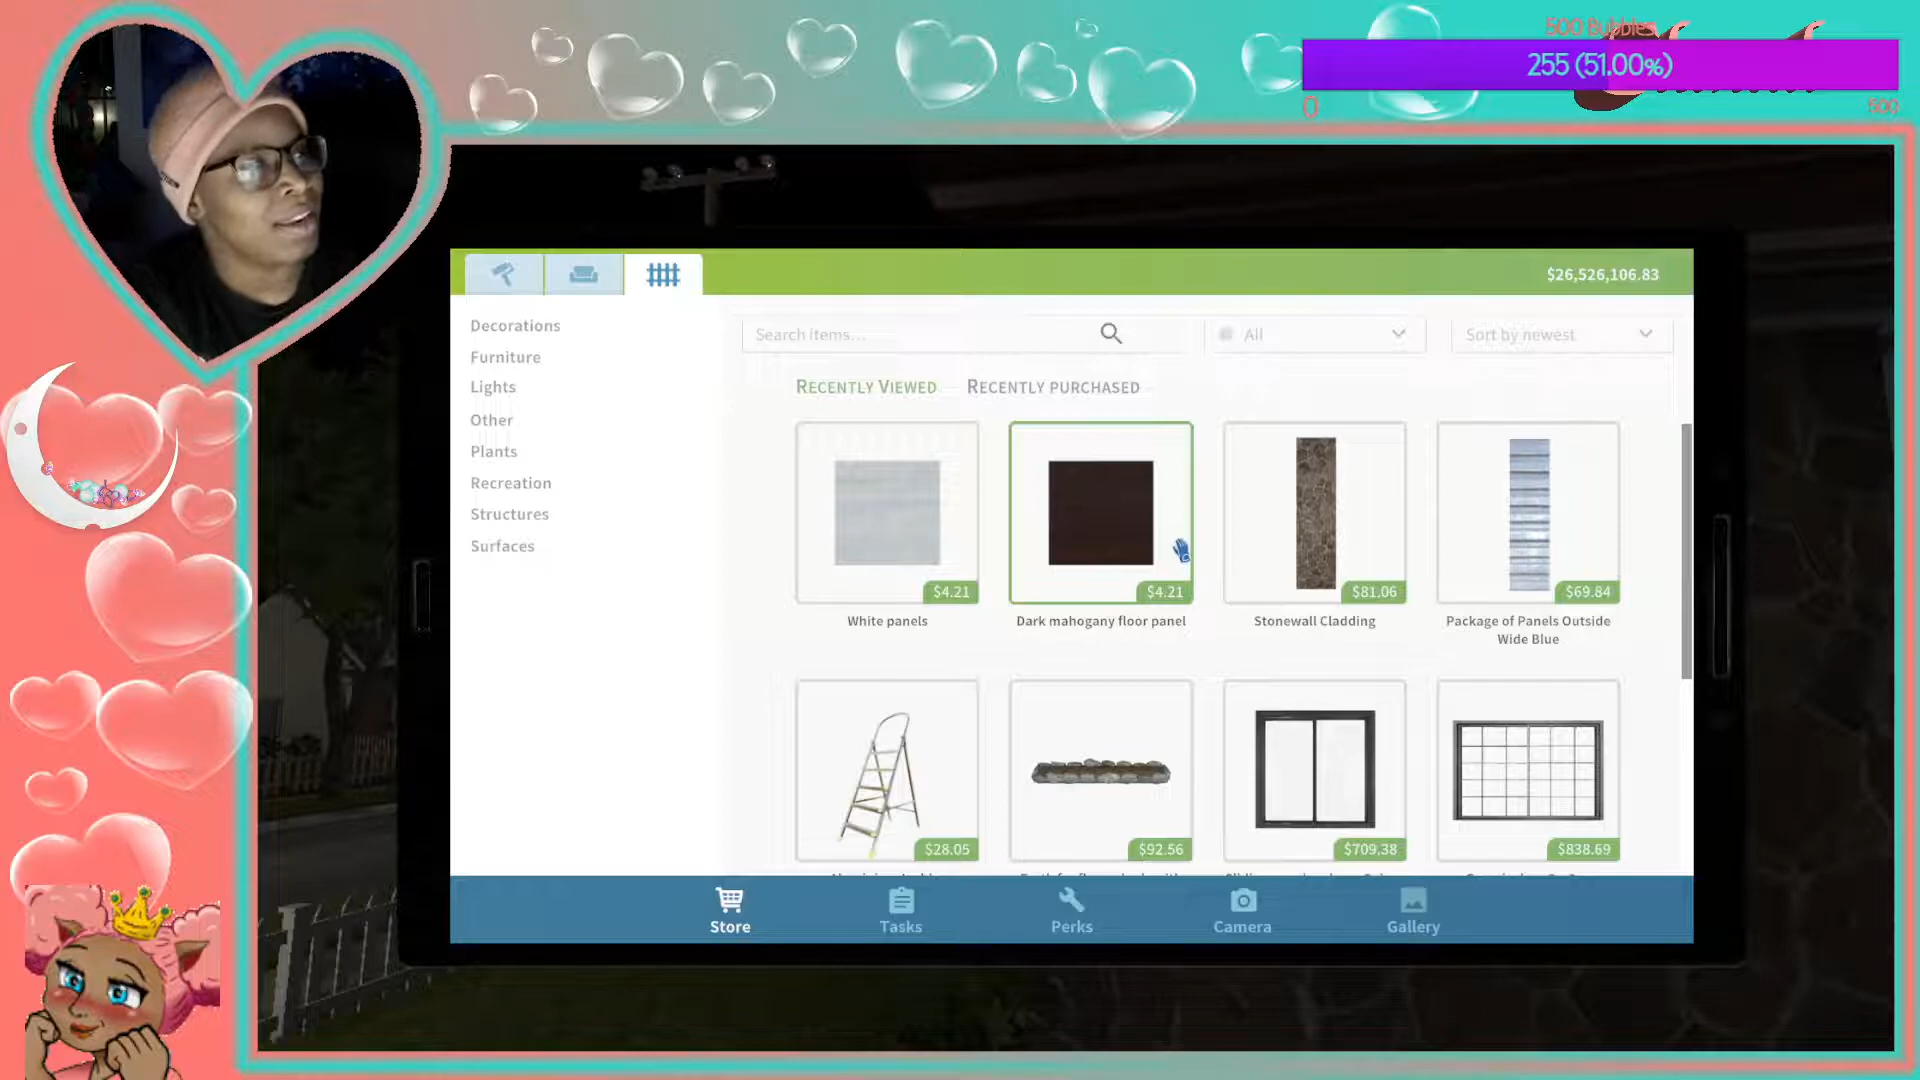 500 Bubbles
255 (51.00%)
0
500
$26,526,106.83
Decorations
Furniture
Lights
Other
Plants
Recreation
Structures
Surfaces
Search items...
All
Sort by newest
RECENTLY VIEWED
RECENTLY PURCHASED
$4.21
White panels
$4.21
Dark mahogany floor panel
$81.06
Stonewall Cladding
$69.84
Package of Panels Outside
Wide Blue
$28.05
$92.56
$709.38
$838.69
Store
Tasks
Perks
Camera
Gallery